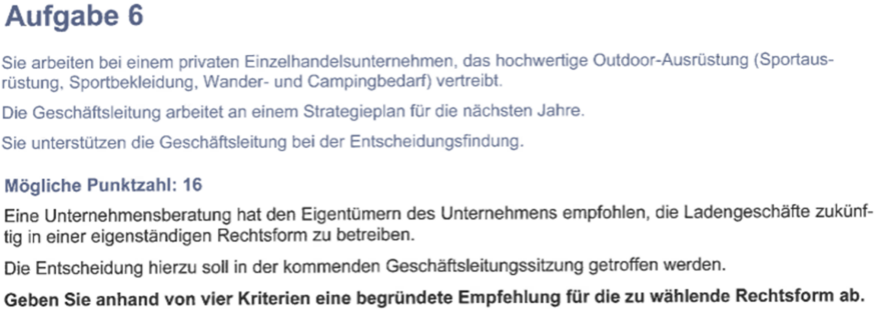 Aufgabe 6
Sie arbeiten bei einem privaten Einzelhandelsunternehmen, das hochwertige Outdoor-Ausrüstung (Sportaus-
rüstung, Sportbekleidung, Wander- und Campingbedarf) vertreibt.
Die Geschäftsleitung arbeitet an einem Strategieplan für die nächsten Jahre.
Sie unterstützen die Geschäftsleitung bei der Entscheidungsfindung.
Mögliche Punktzahl: 16
Eine Unternehmensberatung hat den Eigentümern des Unternehmens empfohlen, die Ladengeschäfte zukünf-
tig in einer eigenständigen Rechtsform zu betreiben.
Die Entscheidung hierzu soll in der kommenden Geschäftsleitungssitzung getroffen werden.
Geben Sie anhand von vier Kriterien eine begründete Empfehlung für die zu wählende Rechtsform ab.